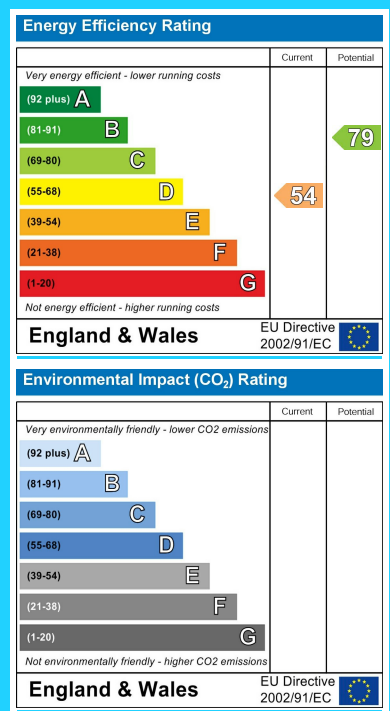 Energy Efficiency Rating
Current Potential
Very energy efficient - lower running costs
(92 plus) A
(81-91) B
79
(69-80) C
(55-68) D
54
(39-54) E
(21-38) F
(1-20) G
Not energy efficient - higher running costs
England & Wales
EU Directive
2002/91/EC
Environmental Impact (CO2) Rating
Current Potential
Very environmentally friendly - lower CO2 emissions
(92 plus) A
(81-91) B
(69-80) C
(55-68) D
(39-54) E
(21-38) F
(1-20) G
Not environmentally friendly - higher CO2 emissions
England & Wales
EU Directive
2002/91/EC